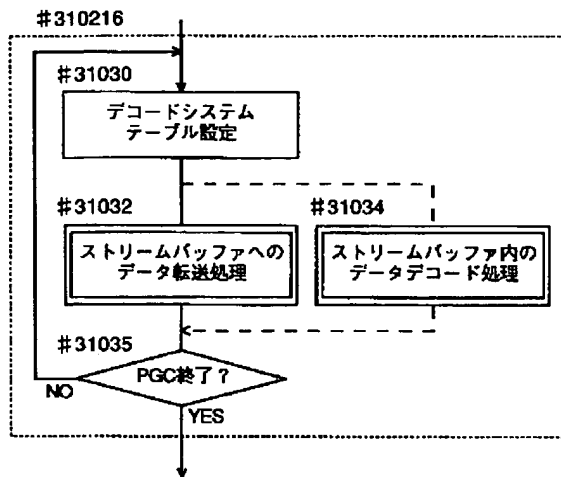 #310216
#31030
デコードシステム
テーブル設定
#31032
#31034
ストリームバッファへの
データ転送処理
ストリームバッファ内の
データデコード処理
#31035
PGC終了?
NO
YES